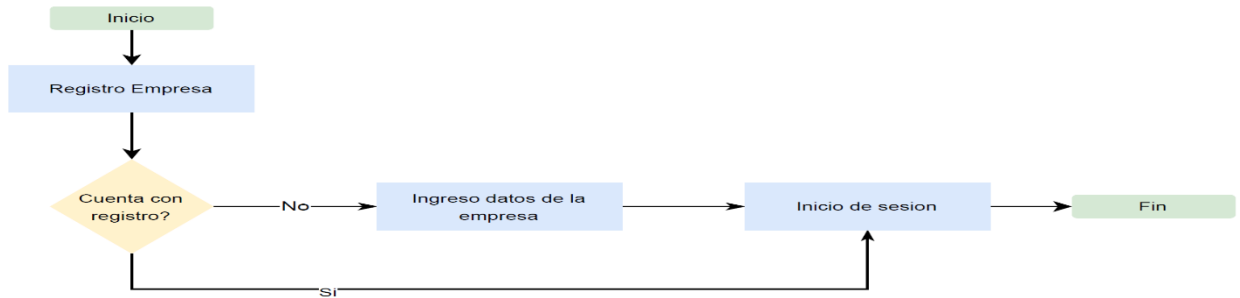 Inicio
Registro Empresa
Cuenta con
registro?
No
Ingreso datos de la
empresa
Inicio de sesion
Fin
Si